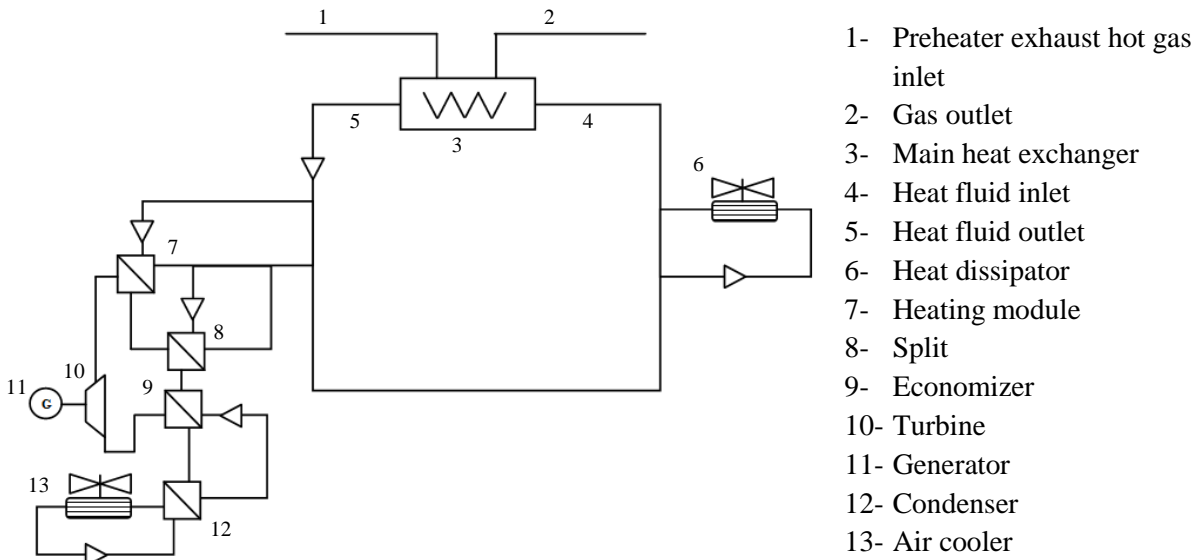 1
2
1- Preheater exhaust hot gas
inlet
2- Gas outlet
3- Main heat exchanger
4- Heat fluid inlet
5- Heat fluid outlet
6- Heat dissipator
7- Heating module
8- Split
9- Economizer
10- Turbine
11- Generator
12- Condenser
13- Air cooler
5
3
4
6
7
8
10
9
11
G
13
12